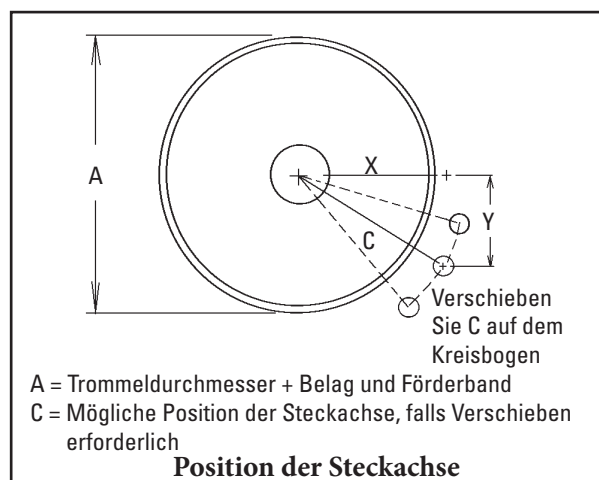 A
X
Y
C
Verschieben
Sie C auf dem
Kreisbogen
A = Trommeldurchmesser + Belag und Förderband
C = Mögliche Position der Steckachse, falls Verschieben
erforderlich
Position der Steckachse